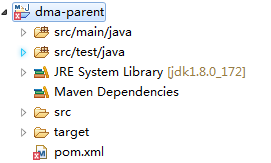 dma-parent
src/main/java
src/test/java
JRE System Library [jdk1.8.0_172]
Maven Dependencies
src
target
pom.xml